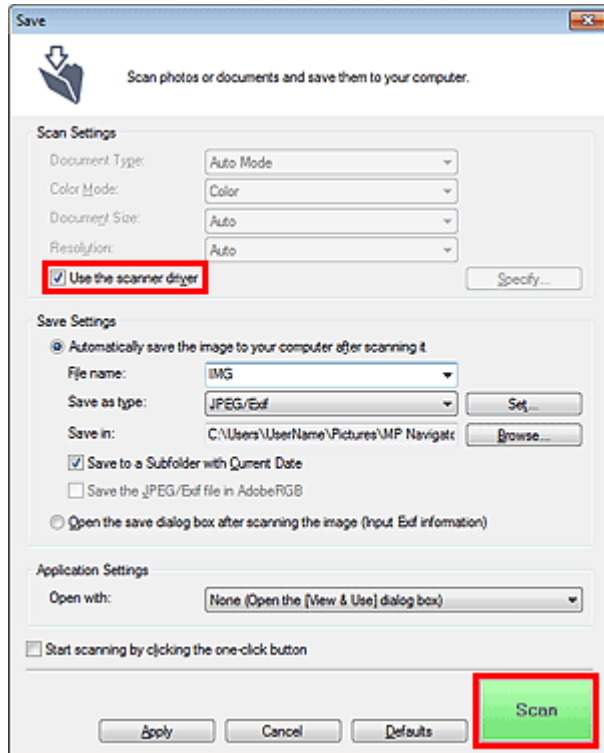 Save
Scan photos or documents and save them to your computer.
Scan Settings
Document Type: Auto Mode
Color Mode: Color
Document Size: Auto
Resolution: Auto
Use the scanner driver Specify...
Save Settings
Automatically save the image to your computer after scanning it
File name: IMG
Save as type: JPEG/Exif Set...
Save in: C:\Users\UserName\Pictures\MP Navigatc Browse...
Save to a Subfolder with Current Date
Save the JPEG/Exif file in AdobeRGB
Open the save dialog box after scanning the image (Input Exif information)
Application Settings
Open with: None (Open the [View & Use] dialog box)
Start scanning by clicking the one-click button
Apply Cancel Defaults Scan